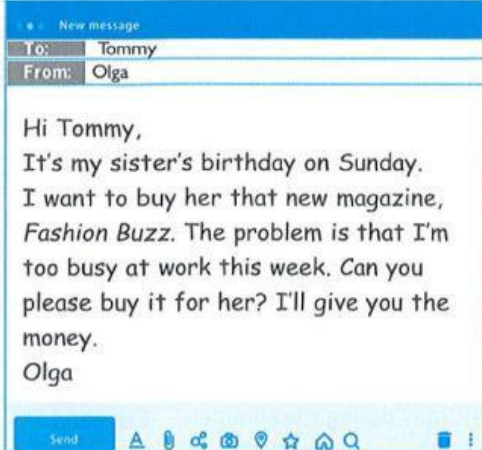 New message
To: Tommy
From: Olga
Hi Tommy,
It's my sister's birthday on Sunday.
I want to buy her that new magazine,
Fashion Buzz. The problem is that I'm
too busy at work this week. Can you
please buy it for her? I'll give you the
money.
Olga
Send